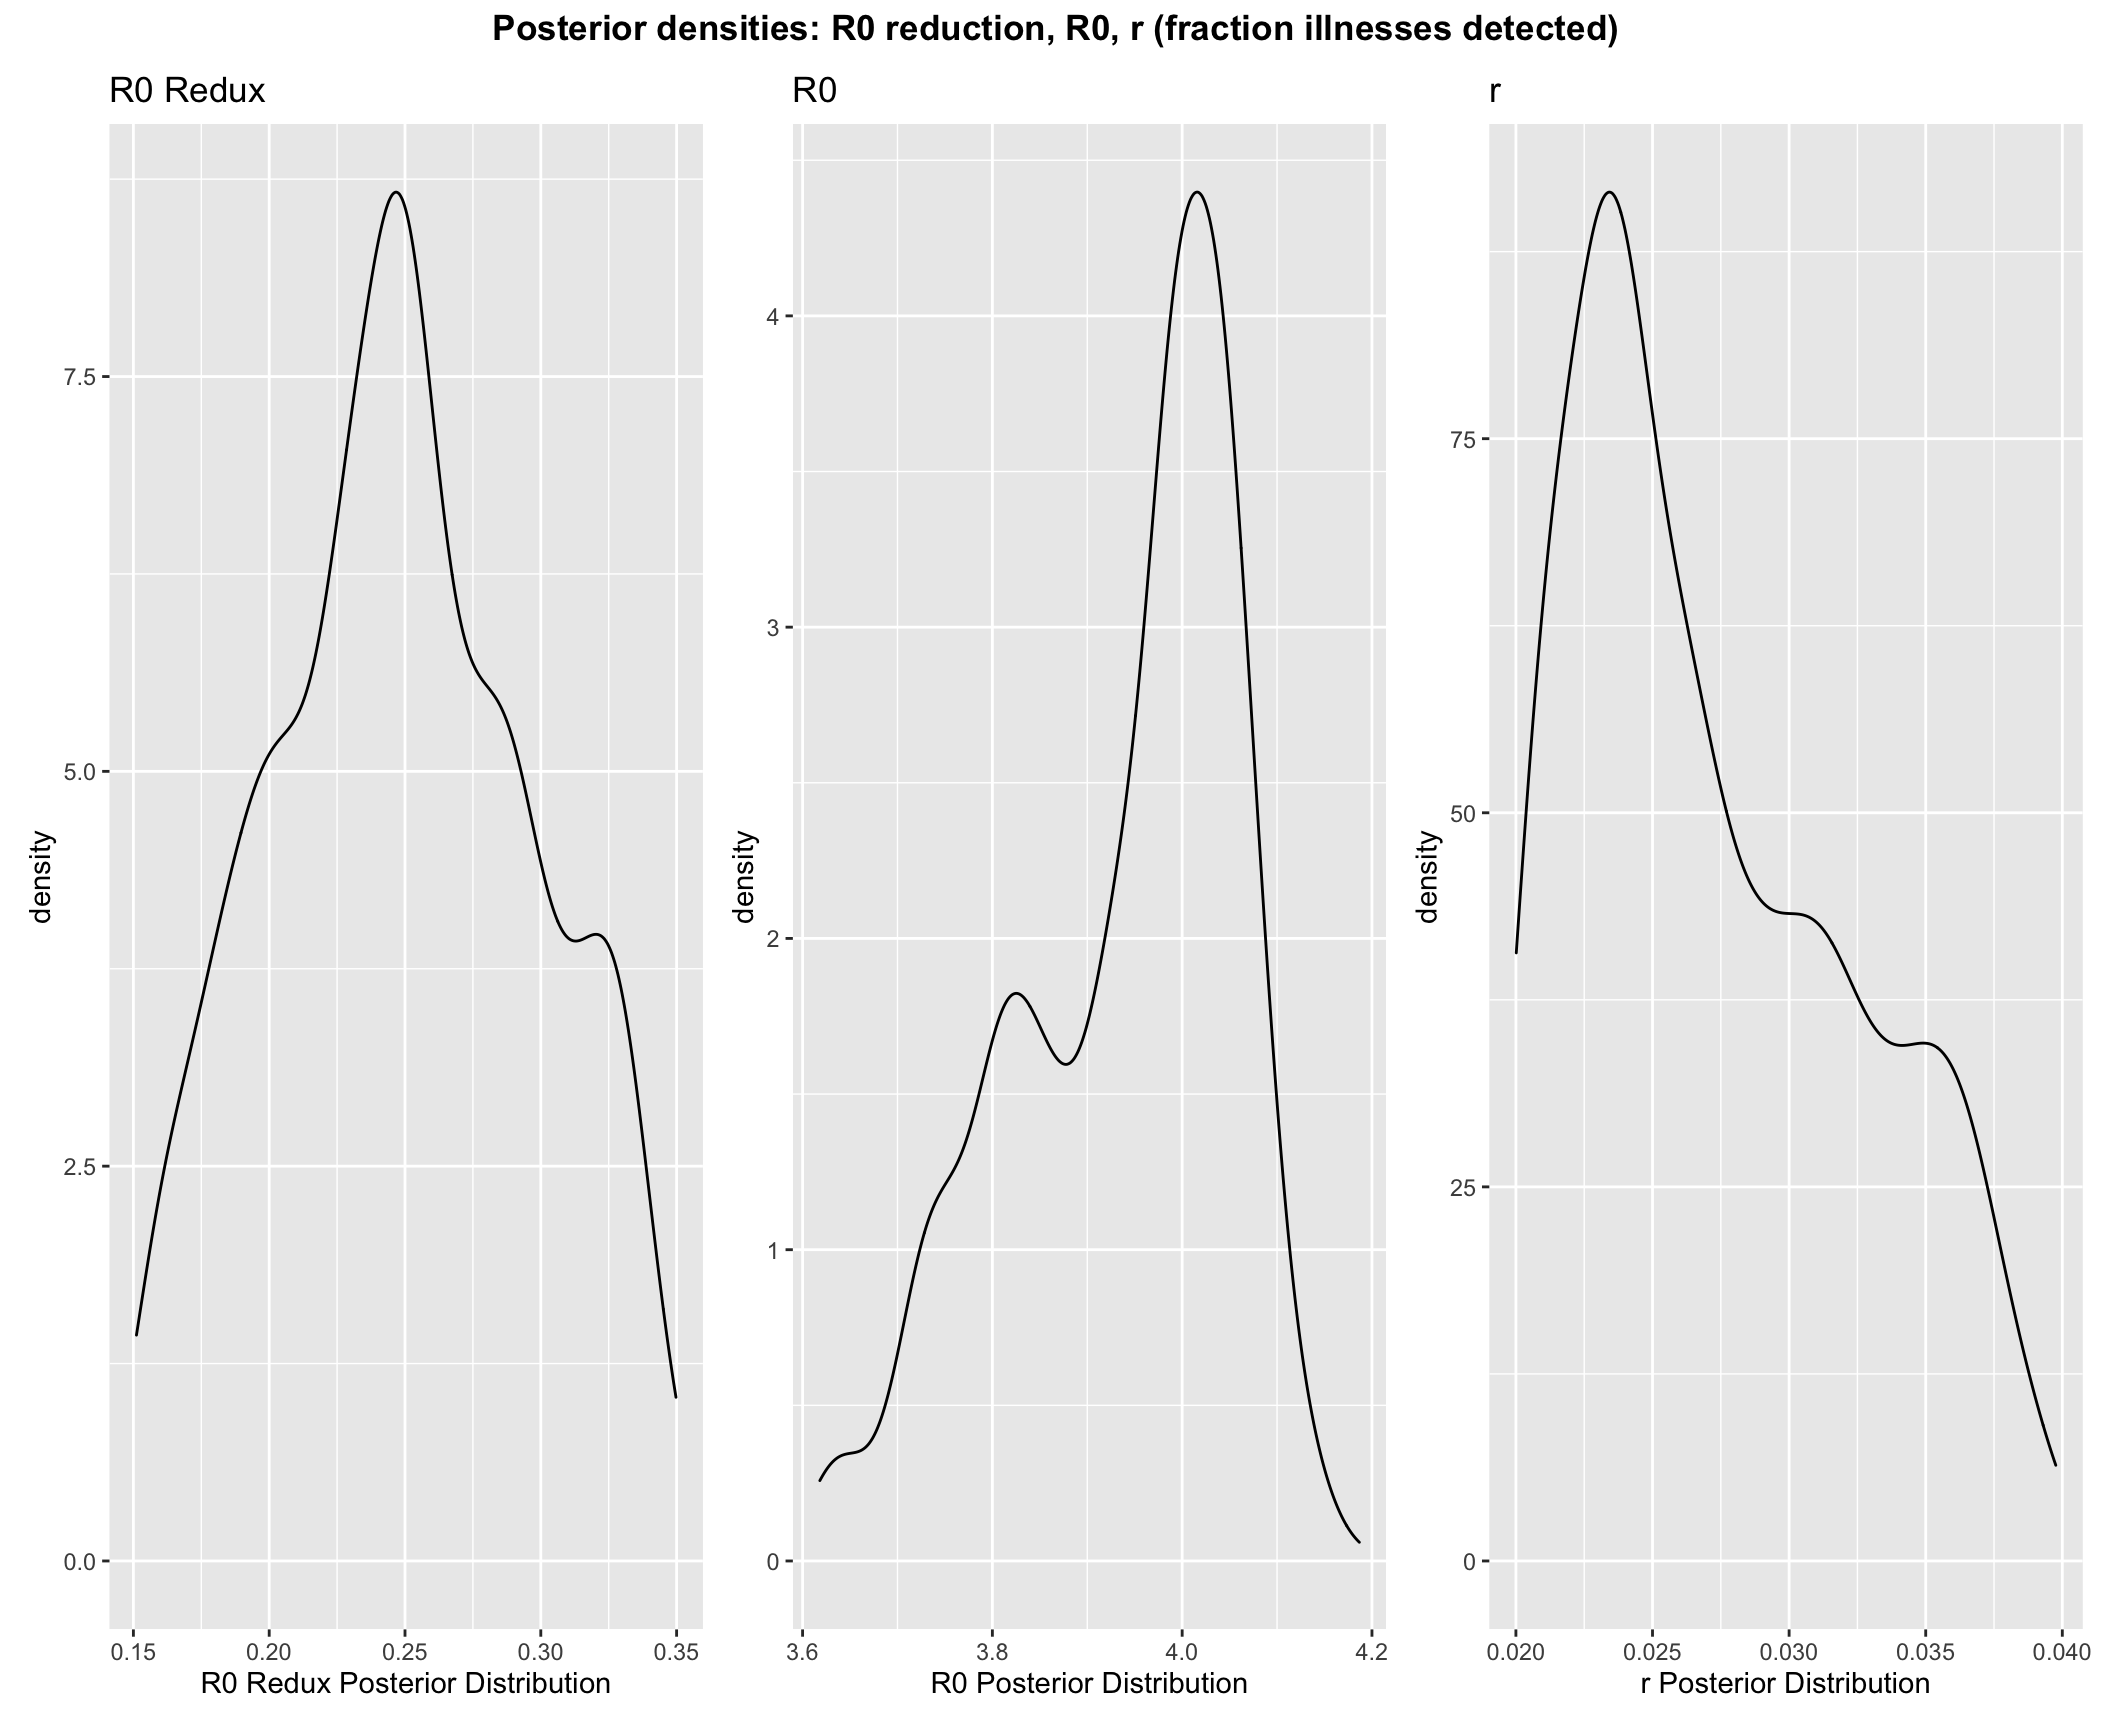 Posterior densities: R0 reduction, R0, r (fraction illnesses detected)
R0 Redux
R0
r
density
7.5
5.0
2.5
0.0
0.15 0.20 0.25 0.30 0.35
R0 Redux Posterior Distribution
density
4
3
2
1
0
3.6 3.8 4.0 4.2
R0 Posterior Distribution
density
75
50
25
0
0.020 0.025 0.030 0.035 0.040
r Posterior Distribution